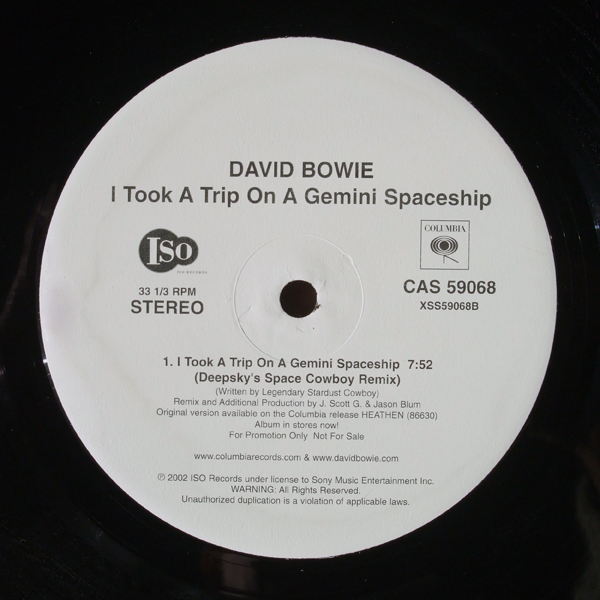 DAVID BOWIE
I Took A Trip On A Gemini Spaceship
ISO
ISO RECORDS
COLUMBIA
33 1/3 RPM
STEREO
CAS 59068
XSS59068B
1. I Took A Trip On A Gemini Spaceship 7:52
(Deepsky's Space Cowboy Remix)
(Written by Legendary Stardust Cowboy)
Remix and Additional Production by J. Scott G. & Jason Blum
Original version available on the Columbia release HEATHEN (86630)
Album in stores now!
For Promotion Only Not For Sale
www.columbiarecords.com & www.davidbowie.com
℗ 2002 ISO Records under license to Sony Music Entertainment Inc.
WARNING: All Rights Reserved.
Unauthorized duplication is a violation of applicable laws.